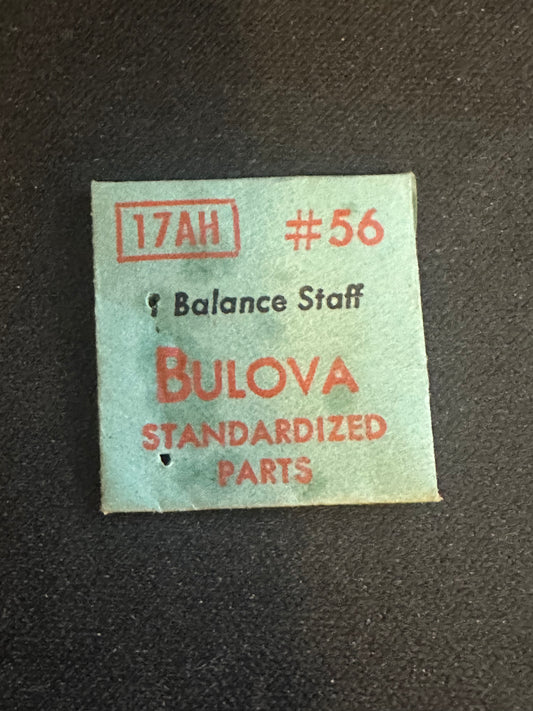 17AH #56
1 Balance Staff
BULOVA
STANDARDIZED
PARTS